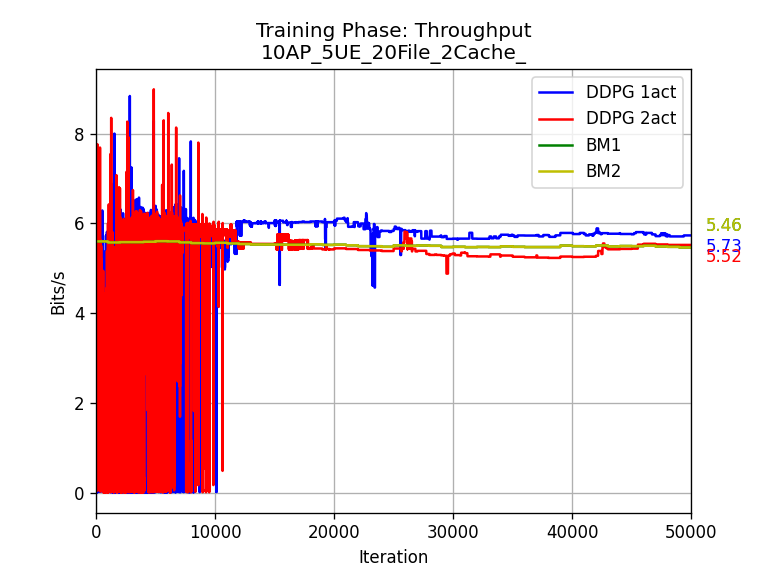 Training Phase: Throughput
10AP_5UE_20File_2Cache_
DDPG 1act
DDPG 2act
BM1
BM2
Bits/s
8
6
4
2
0
5.46
5.73
5.52
0 10000 20000 30000 40000 50000
Iteration